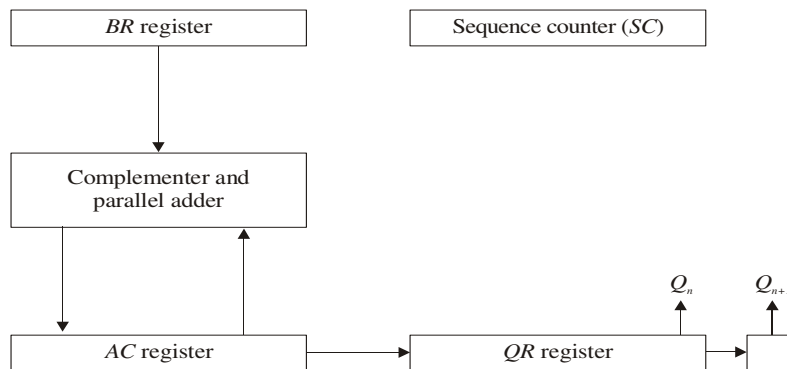 BR register
Sequence counter (SC)
Complementer and
parallel adder
Qn
AC register
QR register